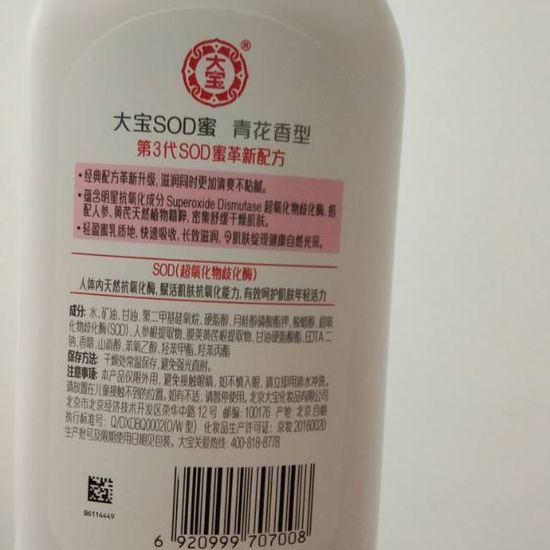 大宝®
大宝SOD蜜 青花香型
第3代SOD蜜革新配方
• 经典配方革新升级，滋润同时更加清爽不粘腻。
• 蕴含明星抗氧化成分 Superoxide Dismutase 超氧化物歧化酶，搭
配人参、黄芪天然植物精粹，密集舒缓干燥肌肤。
• 轻盈蜜乳质地，快速吸收，长效滋润，令肌肤绽现健康自然光采。
SOD(超氧化物歧化酶)
人体内天然抗氧化酶，赋活肌肤抗氧化能力，有效呵护肌肤年轻活力
成分：水、矿油、甘油、聚二甲基硅氧烷、硬脂醇、月桂醇磷酸酯钾、鲸蜡醇、超氧
化物歧化酶(SOD)、人参根提取物、膜荚黄芪根提取物、甘油硬脂酸酯、EDTA 二
钠、香精、山嵛醇、苯氧乙醇、羟苯甲酯、羟苯丙酯
保存方法：干燥处常温保存，避免强光直射。
注意事项：本产品仅限外用，避免接触眼睛，如不慎入眼，请立即用清水冲洗。
请放置在儿童接触不到的位置。如有不适，请暂停使用。北京大宝化妆品有限公司
北京市北京经济技术开发区荣华中路 12 号 邮编：100176 产地：北京 合格
执行标准号：Q/DXDBQ0002(O/W型) 化妆品生产许可证：京妆 20160020
生产批号及限期使用日期见包装。大宝关爱热线：400-818-8778
B6114449
6 920999 707008